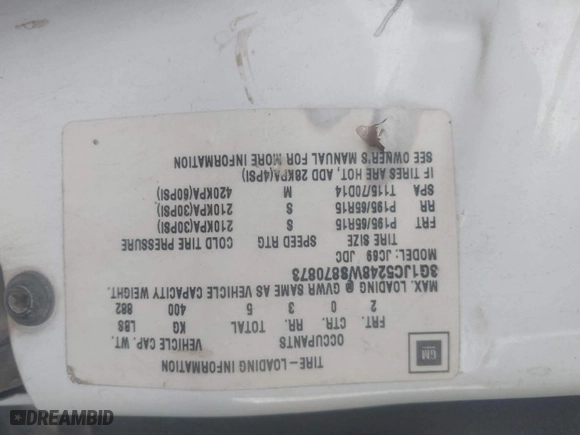 GM
TIRE-LOADING INFORMATION
OCCUPANTS VEHICLE CAP. WT.
FRT. CTR. RR. TOTAL KG LBS
2 0 3 5 400 882
MAX. LOADING @ GVWR SAME AS VEHICLE CAPACITY WEIGHT.
3G1JC5248WS870873
MODEL: JC69 JDC
TIRE SIZE SPEED RTG COLD TIRE PRESSURE
FRT P195/65R15 S 210KPA(30PSI)
RR P195/65R15 S 210KPA(30PSI)
SPA T115/70D14 M 420KPA(60PSI)
IF TIRES ARE HOT, ADD 28KPA(4PSI)
SEE OWNER'S MANUAL FOR MORE INFORMATION
DREAMBID